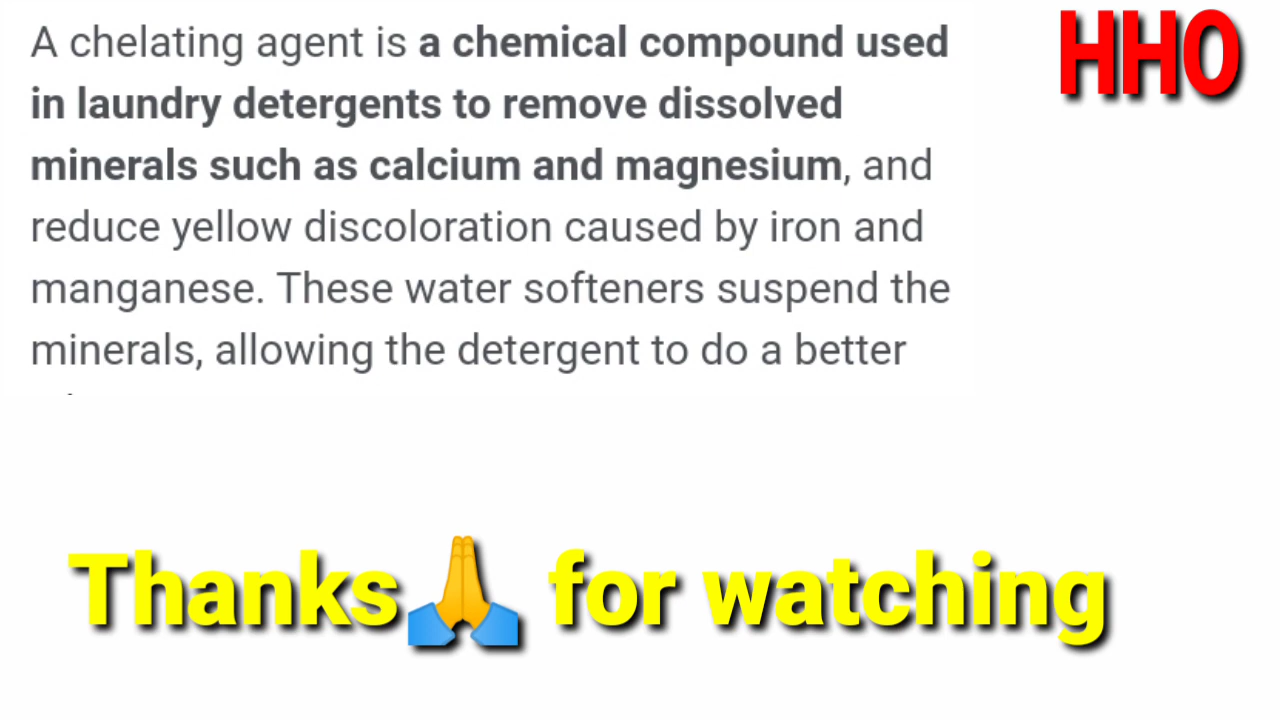 A chelating agent is a chemical compound used
in laundry detergents to remove dissolved
minerals such as calcium and magnesium, and
reduce yellow discoloration caused by iron and
manganese. These water softeners suspend the
minerals, allowing the detergent to do a better
HHO
Thanks🙏 for watching